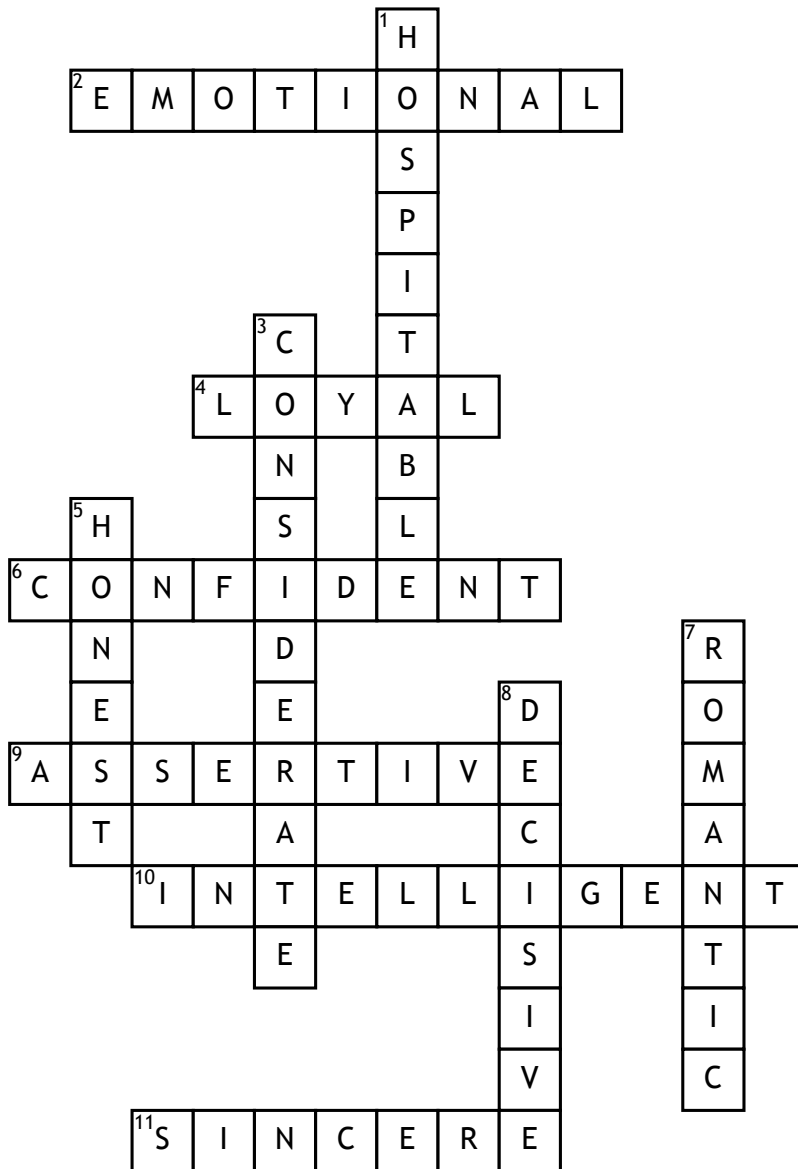 1 H
2 E M O T I O N A L
S
P
I
3 C T
4 L O Y A L
N B
5 H S L
6 C O N F I D E N T
N D 7 R
E E 8 D O
9 A S S E R T I V E M
T A C A
10 I N T E L L I G E N T
E S T
I I
V C
11 S I N C E R E